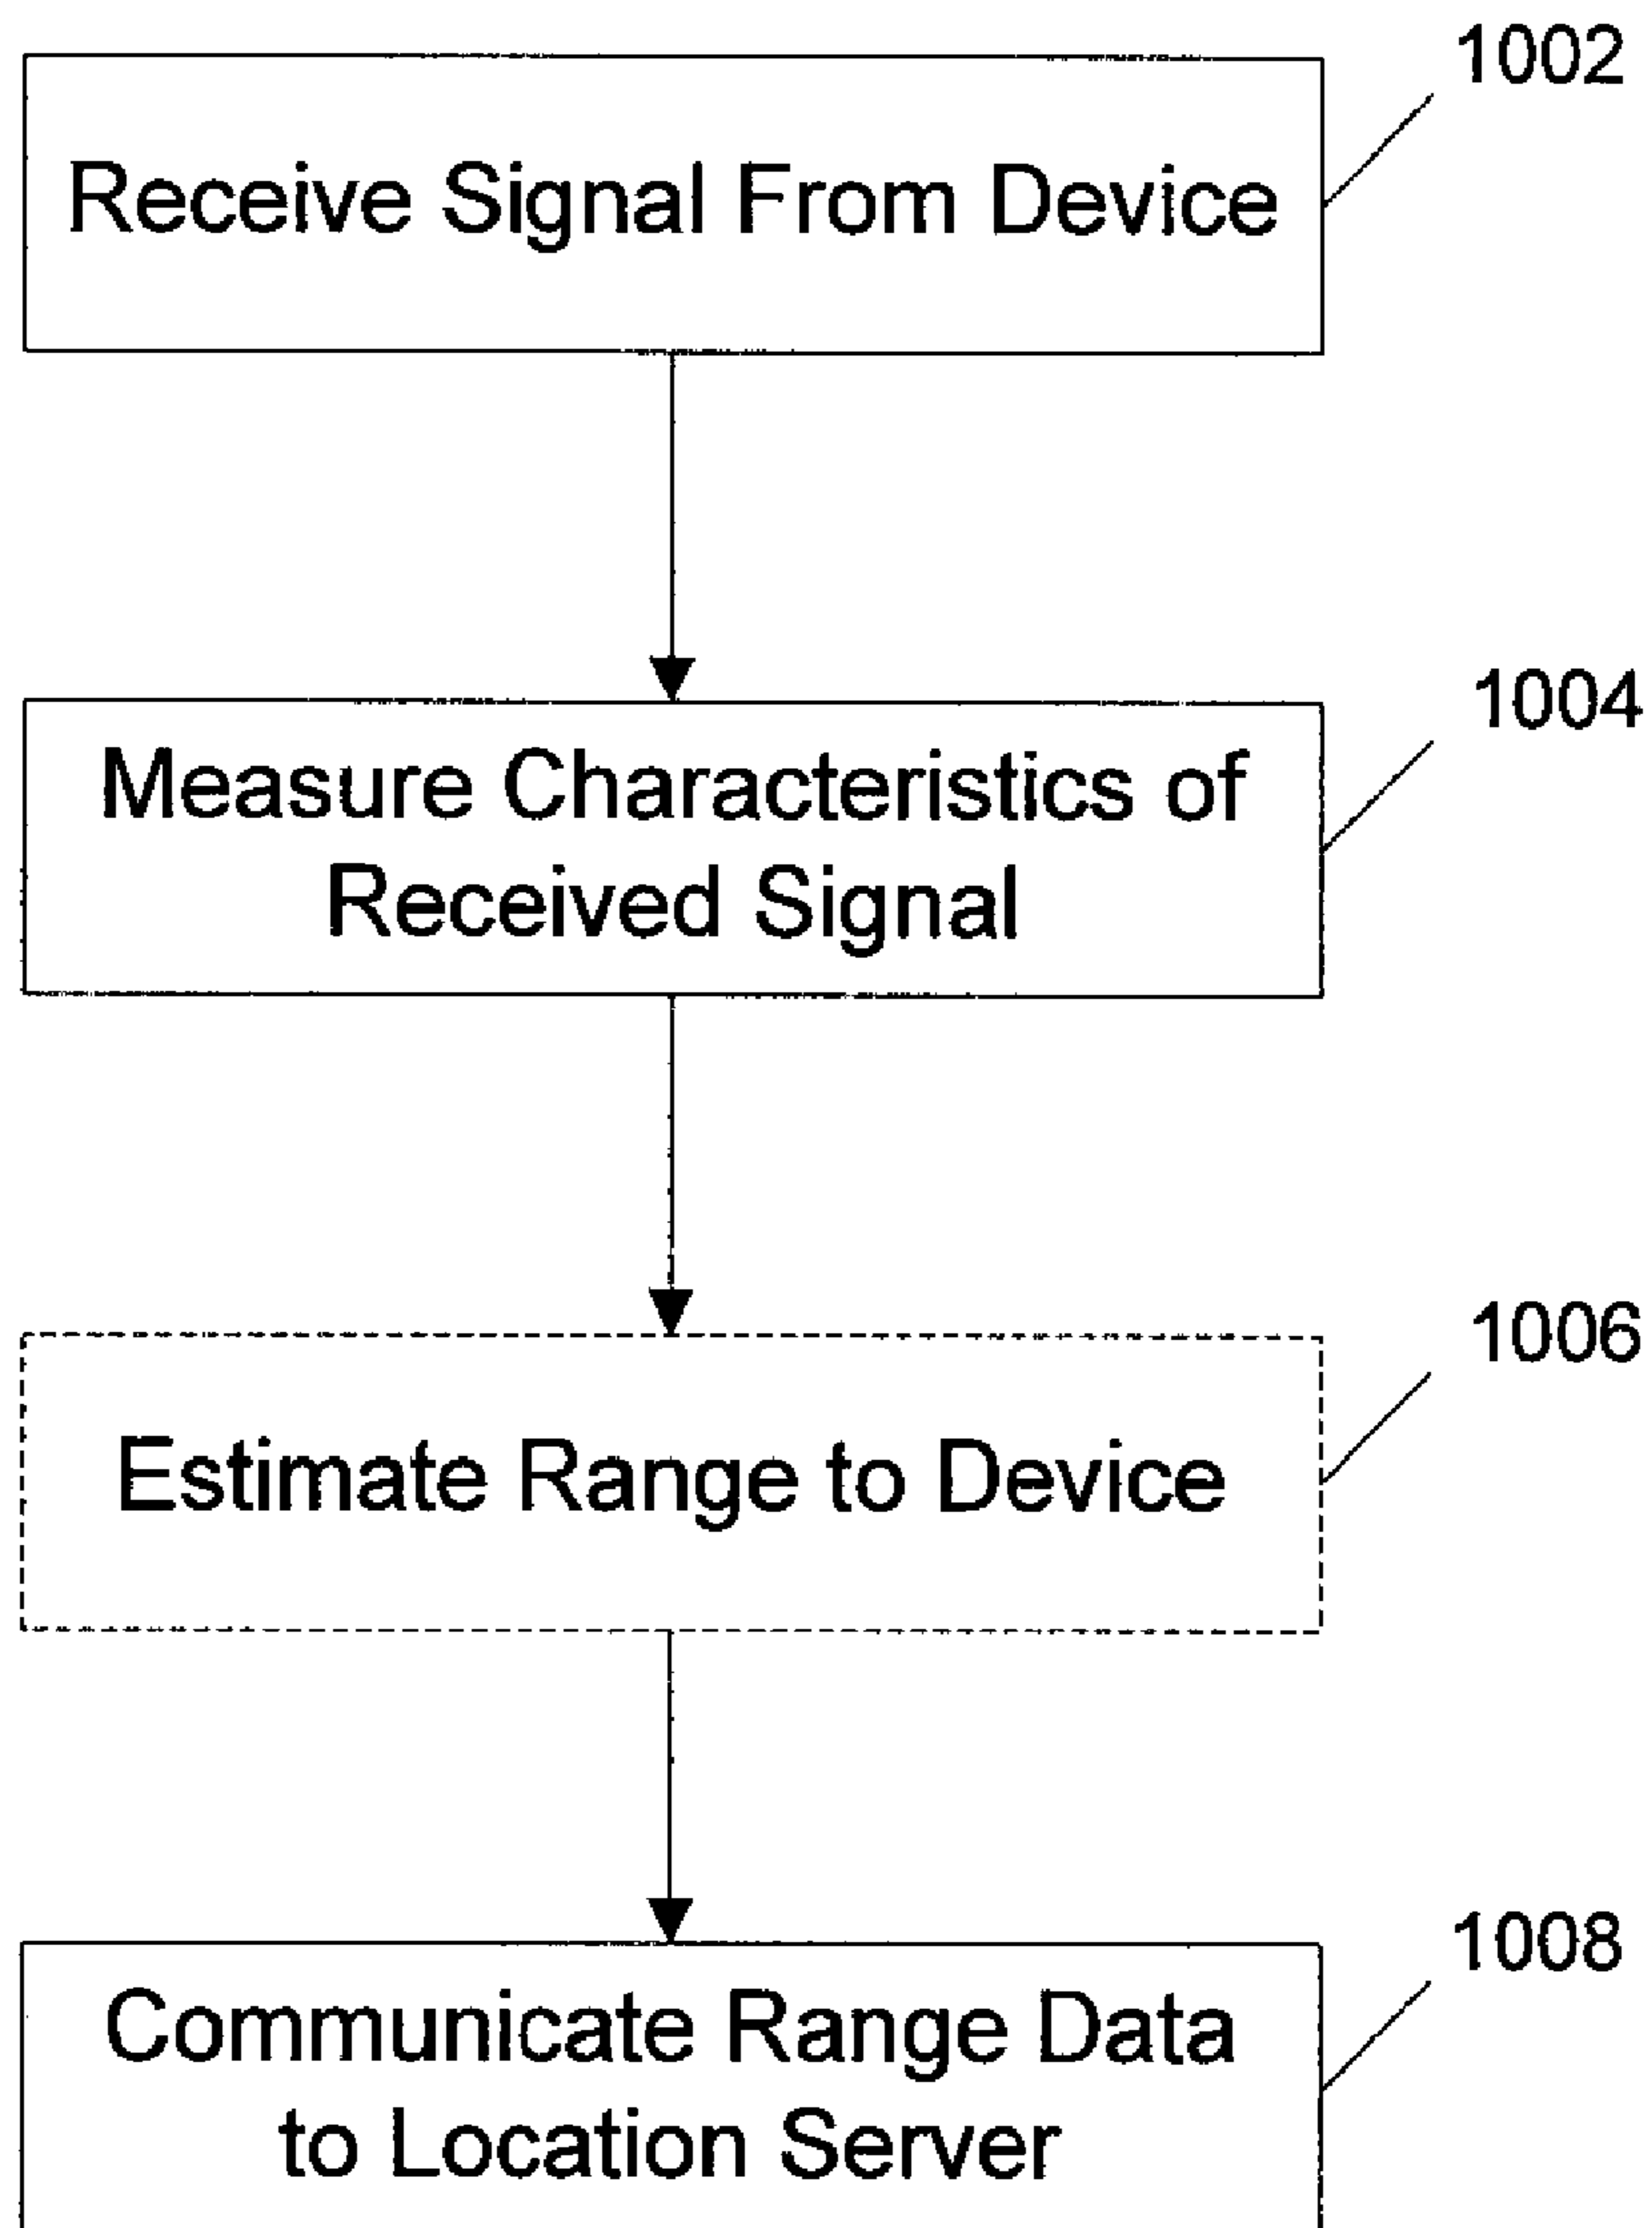 1002
Receive Signal From Device
1004
Measure Characteristics of
Received Signal
1006
Estimate Range to Device
1008
Communicate Range Data
to Location Server